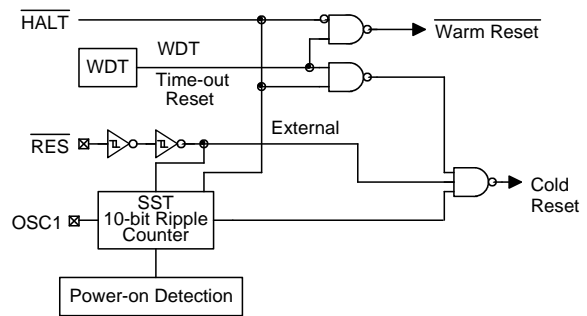 HALT
WDT
Warm Reset
WDT
Time-out
Reset
External
RES
SST
10-bit Ripple
Counter
OSC1
Cold
Reset
Power-on Detection